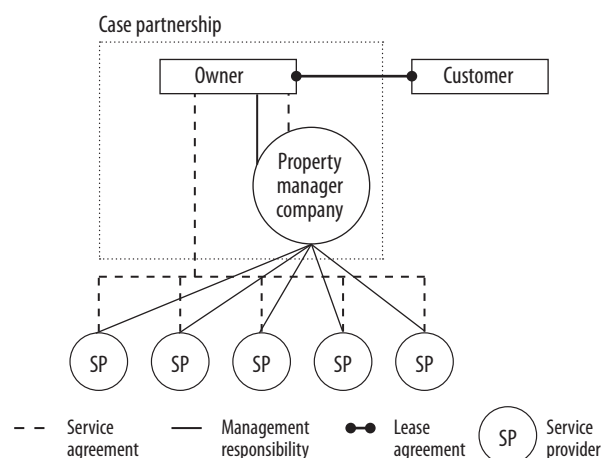 Case partnership
Owner
Customer
Property
manager
company
SP SP SP SP SP
Service
agreement
Management
responsibility
Lease
agreement
SP
Service
provider